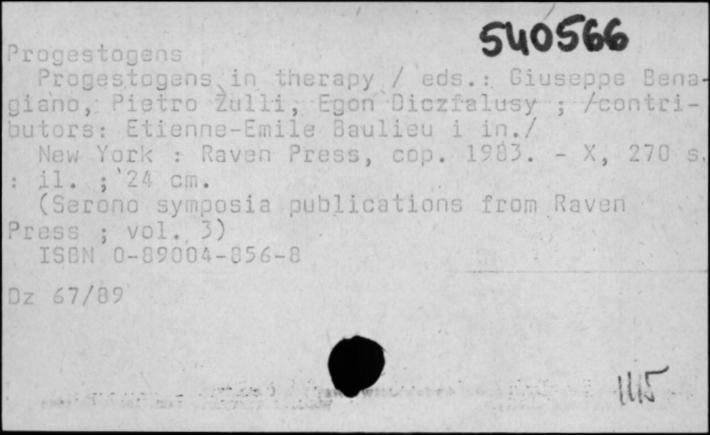 540566
Progestogens
Progestogens in therapy / eds.: Giuseppe Bena-
giano, Pietro Zulli, Egon Diczfalusy ; /contri-
butors: Etienne-Emile Baulieu i in./
New York : Raven Press, cop. 1983. - X, 270 s.
: il. ; 24 cm.
(Serono symposia publications from Raven
Press ; vol. 3)
ISBN 0-89004-856-8
Dz 67/89
1115